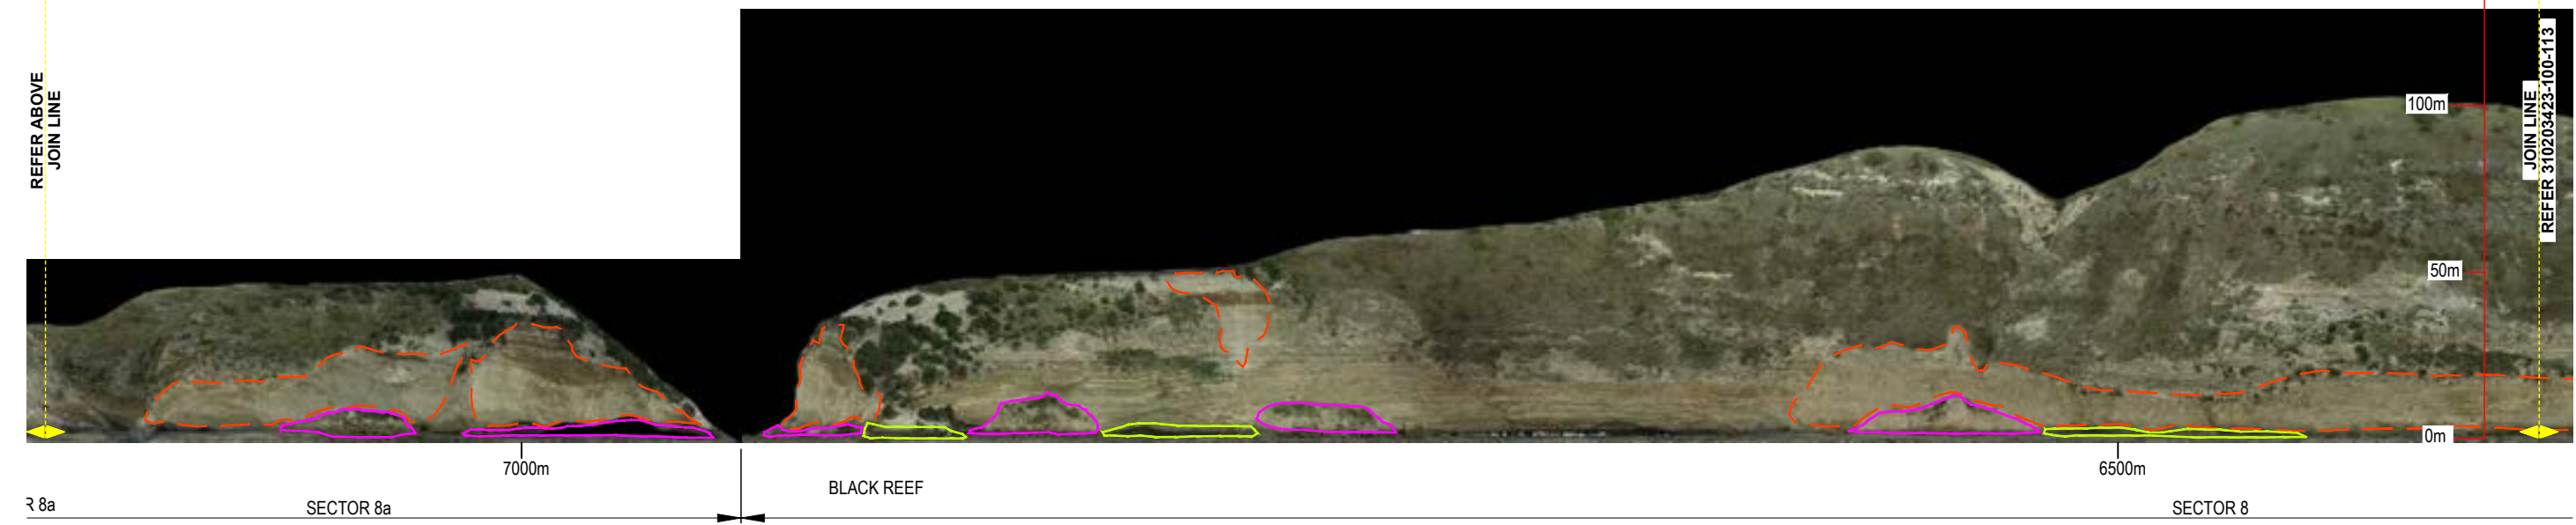 REFER ABOVE
JOIN LINE
100m
50m
0m
JOIN LINE
REFER 310203423-100-113
7000m
6500m
BLACK REEF
R 8a
SECTOR 8a
SECTOR 8